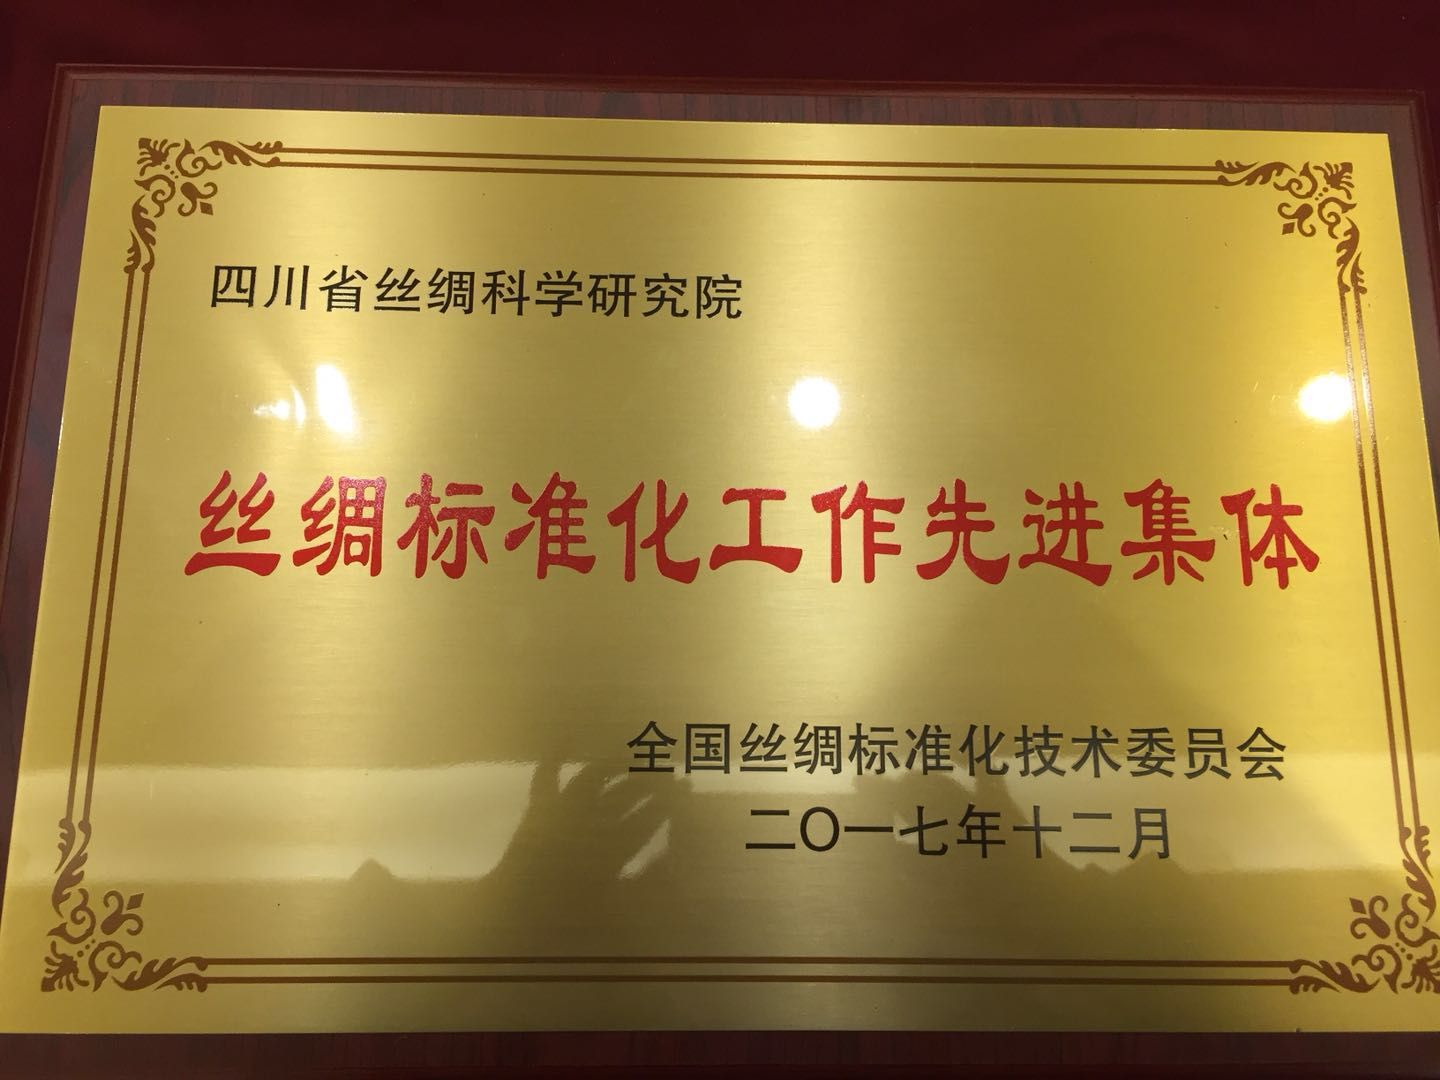 四川省丝绸科学研究院
丝绸标准化工作先进集体
全国丝绸标准化技术委员会
二〇一七年十二月